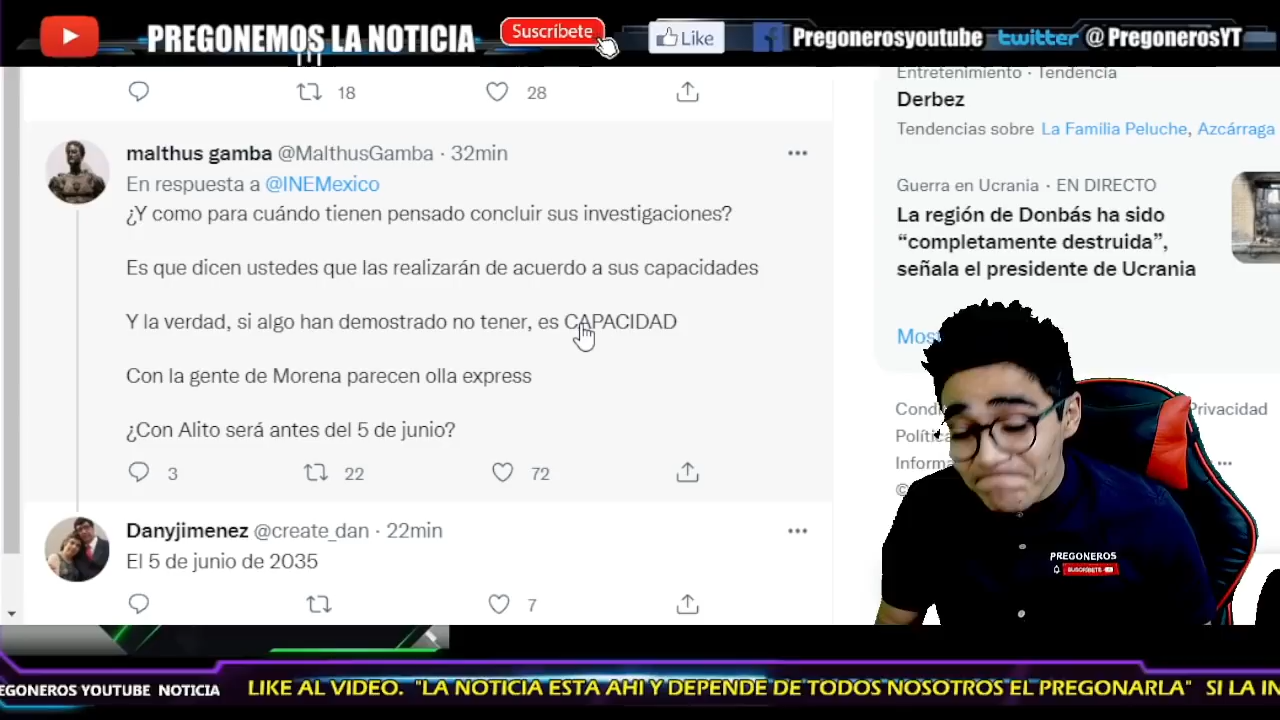 PREGONEMOS LA NOTICIA
Suscríbete
Like
Pregonerosyoutube
twitter @PregonerosYT
18
28
malthus gamba @MalthusGamba · 32min
En respuesta a @INEMexico
¿Y como para cuándo tienen pensado concluir sus investigaciones?
Es que dicen ustedes que las realizarán de acuerdo a sus capacidades
Y la verdad, si algo han demostrado no tener, es CAPACIDAD
Con la gente de Morena parecen olla express
¿Con Alito será antes del 5 de junio?
3
22
72
Danyjimenez @create_dan · 22min
El 5 de junio de 2035
7
Entretenimiento · Tendencia
Derbez
Tendencias sobre La Familia Peluche, Azcárraga
Guerra en Ucrania · EN DIRECTO
La región de Donbás ha sido
“completamente destruida”,
señala el presidente de Ucrania
Privacidad
PREGONEROS
SUSCRÍBETE
EGONEROS YOUTUBE NOTICIA
LIKE AL VIDEO. "LA NOTICIA ESTA AHI Y DEPENDE DE TODOS NOSOTROS EL PREGONARLA" SI LA IN